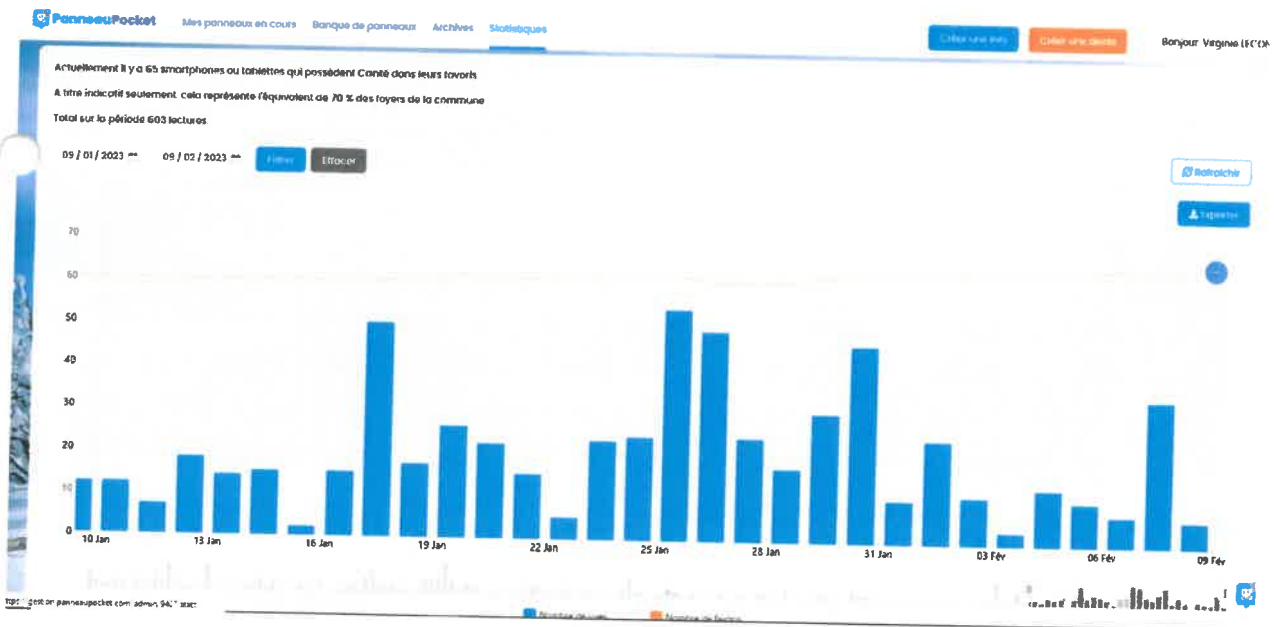 PanneauPocket
Mes panneaux en cours Banque de panneaux Archives Statistiques
Créer une info Créer une alerte Bonjour Virginie
Actuellement il y a 65 smartphones ou tablettes qui possèdent Canté dans leurs favoris
A titre indicatif seulement cela représente l'équivalent de 70 % des foyers de la commune
Total sur la période 603 lectures
09 / 01 / 2023 09 / 02 / 2023 Filtrer Effacer
Rafraîchir
Exporter
70
60
50
40
30
20
10
0
10 Jan 13 Jan 16 Jan 19 Jan 22 Jan 25 Jan 28 Jan 31 Jan 03 Fév 06 Fév 09 Fév